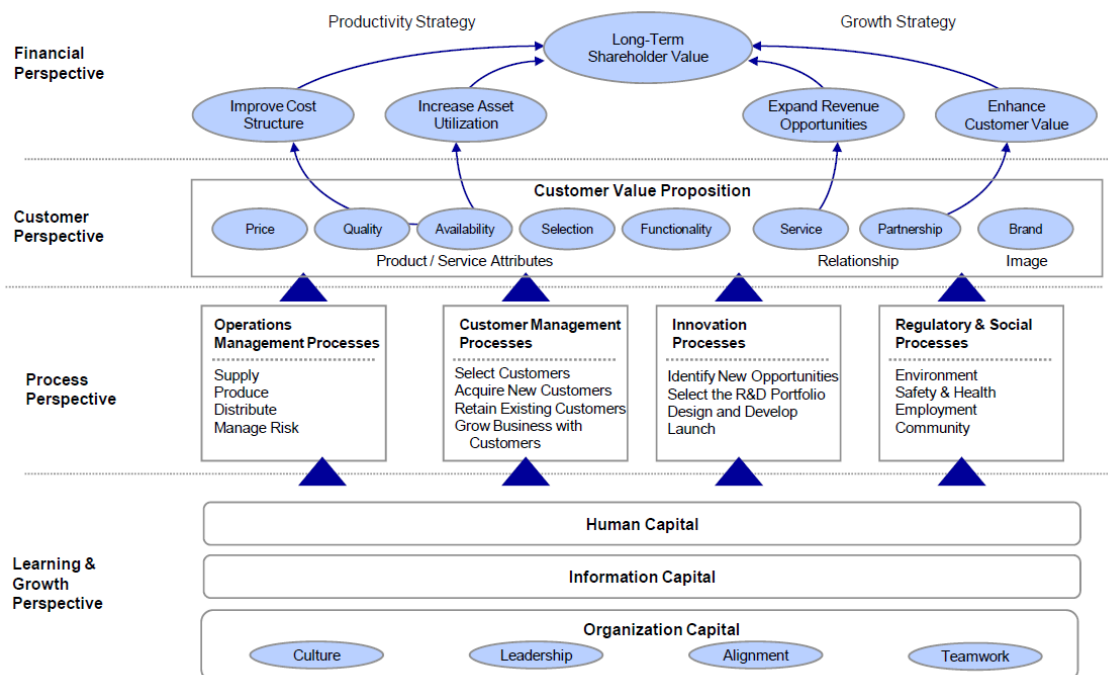 Productivity Strategy
Growth Strategy
Financial
Perspective
Long-Term
Shareholder Value
Improve Cost
Structure
Increase Asset
Utilization
Expand Revenue
Opportunities
Enhance
Customer Value
Customer
Perspective
Customer Value Proposition
Price
Quality
Availability
Selection
Functionality
Service
Partnership
Brand
Product / Service Attributes
Relationship
Image
Process
Perspective
Operations
Management Processes
Supply
Produce
Distribute
Manage Risk
Customer Management
Processes
Select Customers
Acquire New Customers
Retain Existing Customers
Grow Business with
Customers
Innovation
Processes
Identify New Opportunities
Select the R&D Portfolio
Design and Develop
Launch
Regulatory & Social
Processes
Environment
Safety & Health
Employment
Community
Learning &
Growth
Perspective
Human Capital
Information Capital
Organization Capital
Culture
Leadership
Alignment
Teamwork